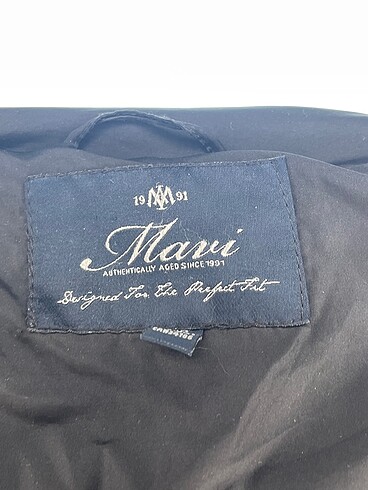 19 M 91
Mavi
AUTHENTICALLY AGED SINCE 1991
Designed For The Perfect Fit